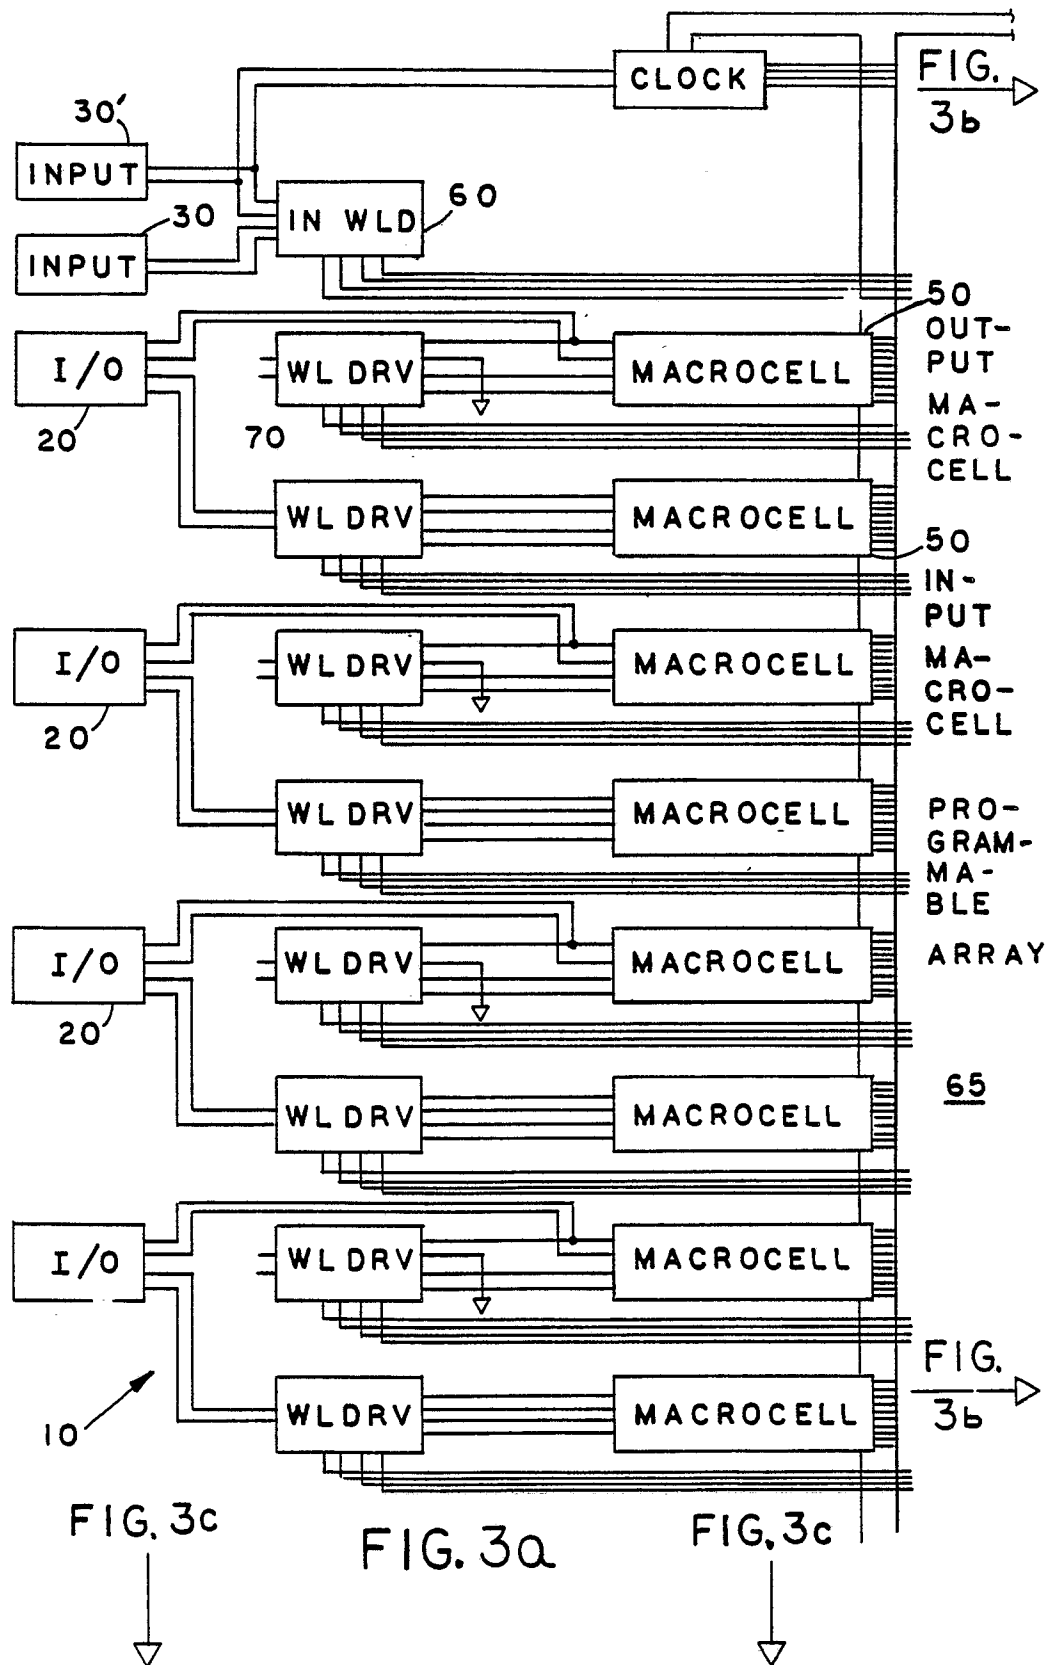 CLOCK
FIG.
3b
30′
INPUT
30
INPUT
IN WLD
60
50
OUT-
PUT
MA-
CRO-
CELL
I/O
20
WL DRV
70
MACROCELL
WL DRV
MACROCELL
50
IN-
PUT
MA-
CRO-
CELL
I/O
20
WL DRV
MACROCELL
WL DRV
MACROCELL
PRO-
GRAM-
MA-
BLE
ARRAY
I/O
20
WL DRV
MACROCELL
65
WL DRV
MACROCELL
I/O
WL DRV
MACROCELL
FIG.
3b
10
WL DRV
MACROCELL
FIG. 3c
FIG. 3a
FIG. 3c